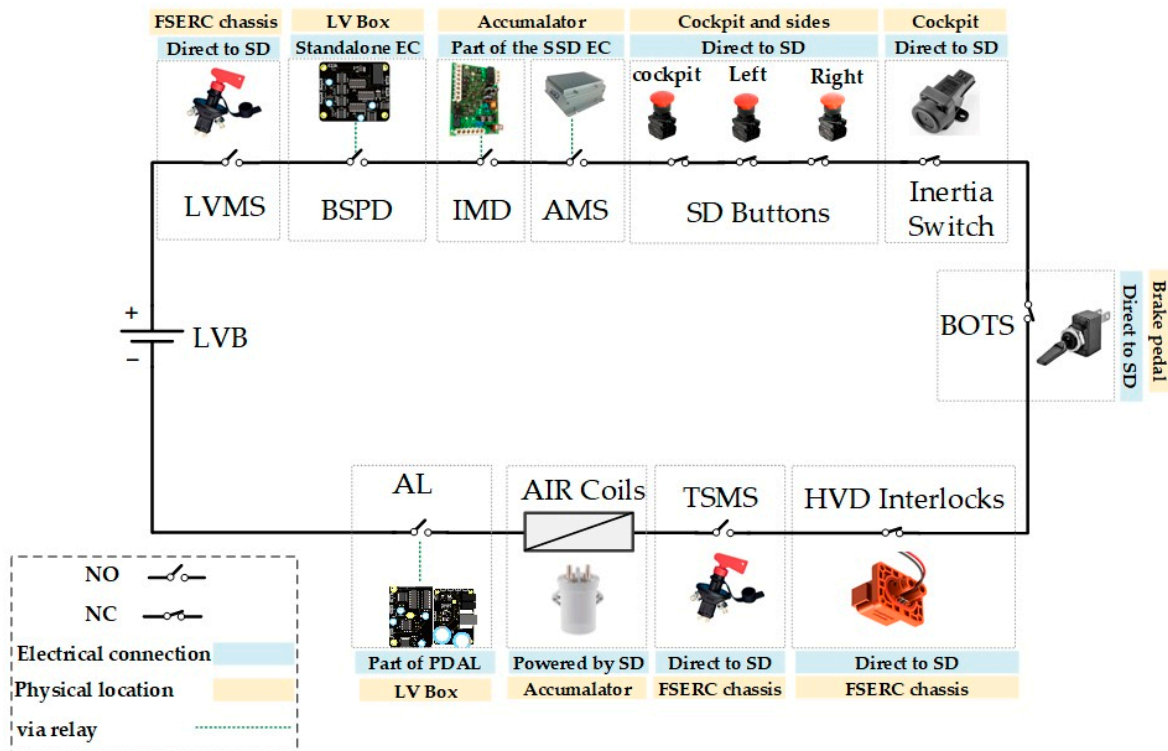 FSERC chassis
LV Box
Accumalator
Cockpit and sides
Cockpit
Direct to SD
Standalone EC
Part of the SSD EC
Direct to SD
Direct to SD
cockpit
Left
Right
LVMS
BSPD
IMD
AMS
SD Buttons
Inertia
Switch
BOTS
Direct to SD
Brake pedal
+
LVB
−
AL
AIR Coils
TSMS
HVD Interlocks
Part of PDAL
Powered by SD
Direct to SD
Direct to SD
LV Box
Accumalator
FSERC chassis
FSERC chassis
NO
NC
Electrical connection
Physical location
via relay